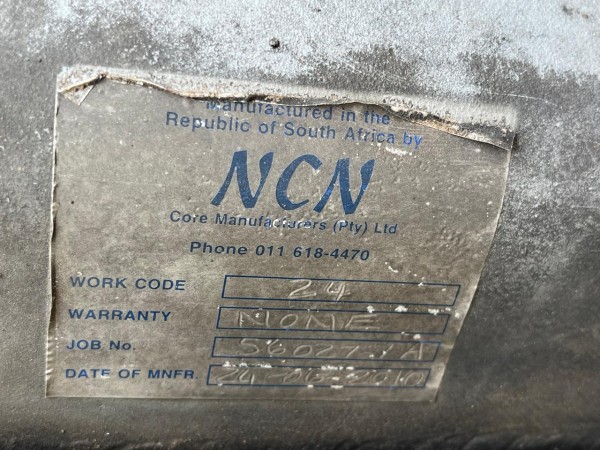 Manufactured in the
Republic of South Africa by
NCN
Core Manufacturers (Pty) Ltd
Phone 011 618-4470
WORK CODE 24
WARRANTY NONE
JOB No.
DATE OF MNFR.